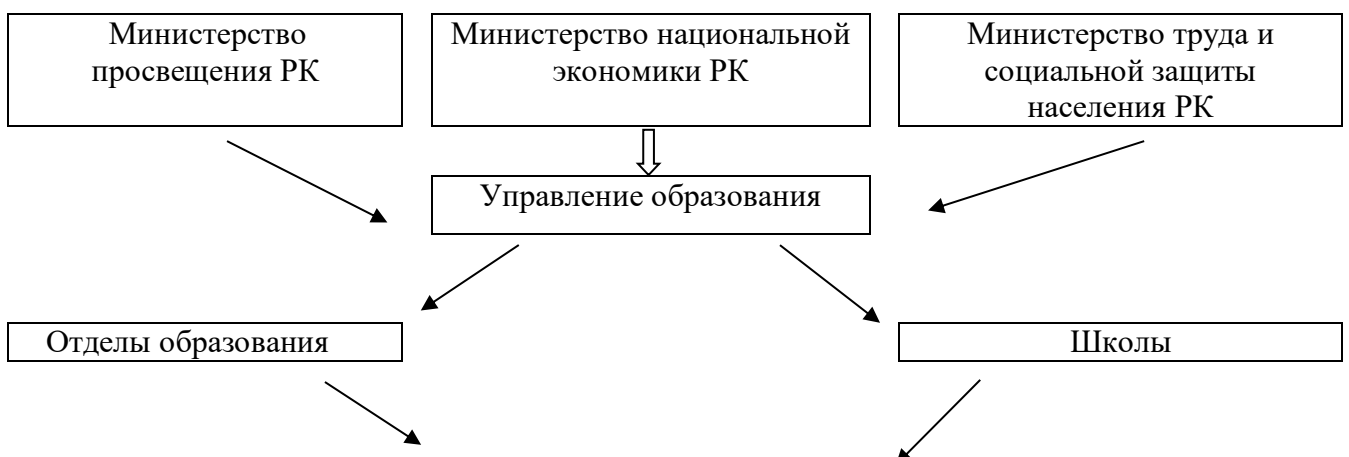 Министерство
просвещения РК
Министерство национальной
экономики РК
Министерство труда и
социальной защиты
населения РК
Управление образования
Отделы образования
Школы